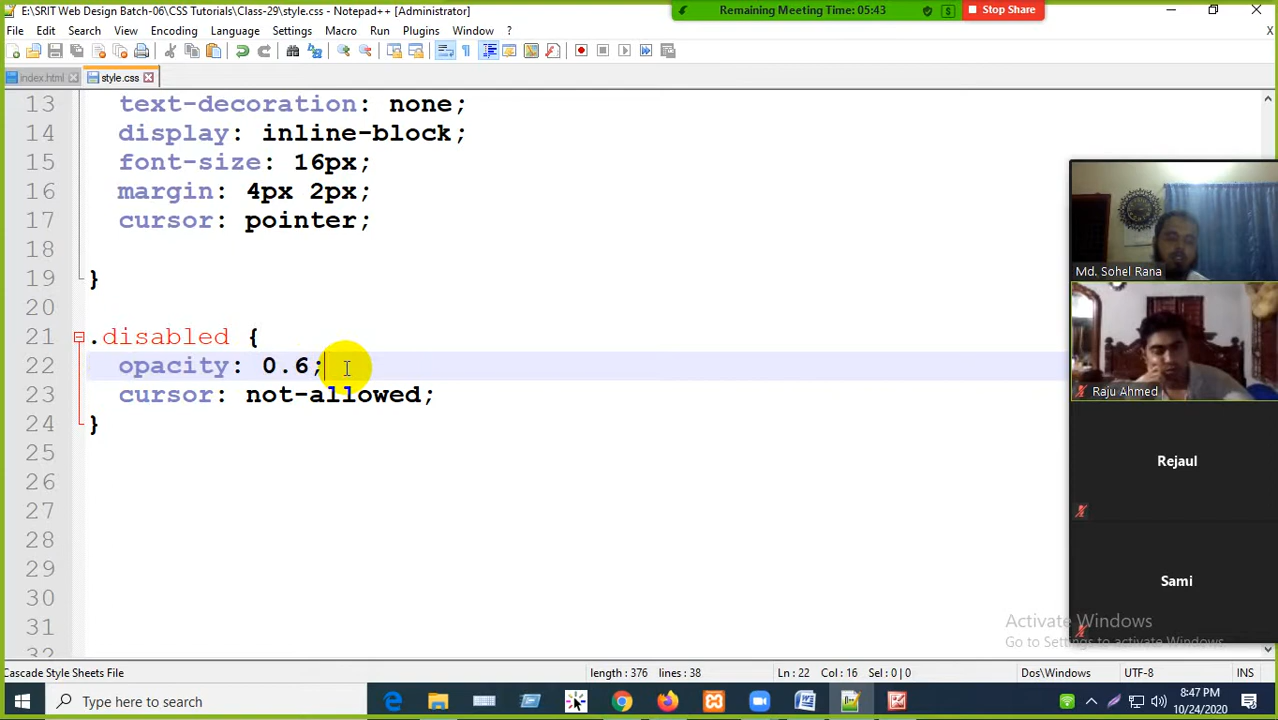 E:\SRIT Web Design Batch-06\CSS Tutorials\Class-29\style.css - Notepad++ [Administrator]
Remaining Meeting Time: 05:43
Stop Share
File Edit Search View Encoding Language Settings Macro Run Plugins Window ?
X
index.html
style.css
13 text-decoration: none;
14 display: inline-block;
15 font-size: 16px;
16 margin: 4px 2px;
17 cursor: pointer;
18
19 }
20
21 .disabled {
22 opacity: 0.6;
23 cursor: not-allowed;
24 }
25
26
27
28
29
30
31
32
Md. Sohel Rana
Raju Ahmed
Rejaul
Sami
Activate Windows
Go to Settings to activate Windows.
Cascade Style Sheets File
length : 376 lines : 38
Ln : 22 Col : 16 Sel : 0 | 0
Dos\Windows
UTF-8
INS
Type here to search
8:47 PM
10/24/2020